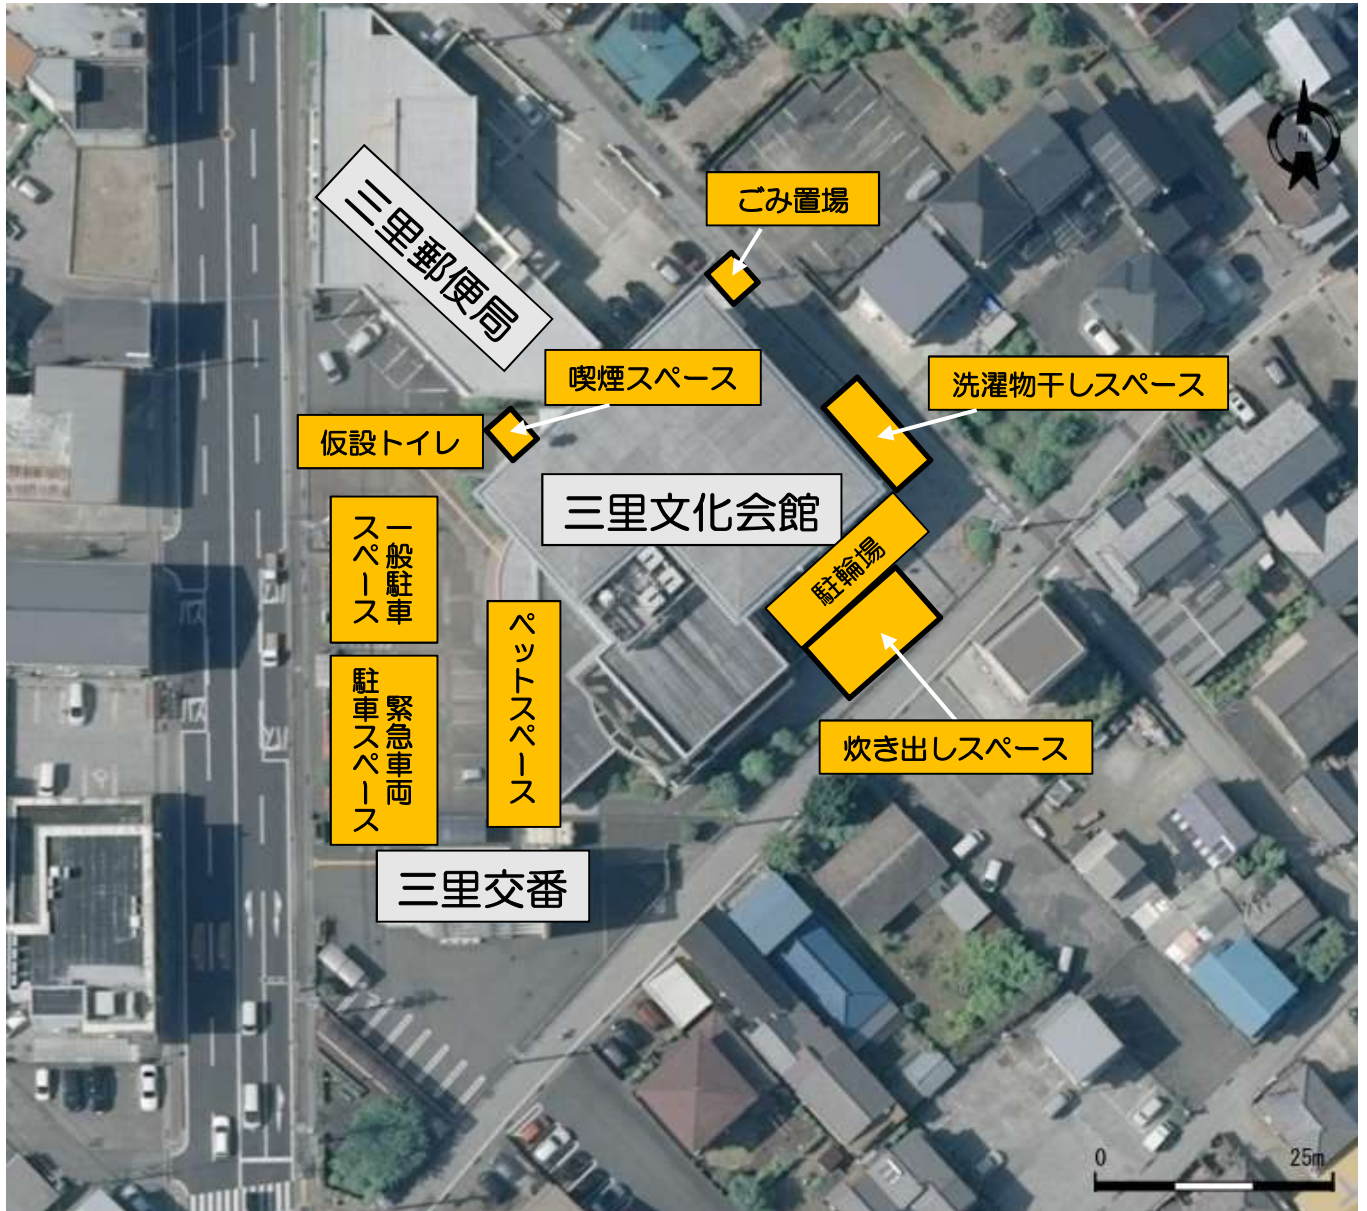 N
ごみ置場
三里郵便局
喫煙スペース
洗濯物干しスペース
仮設トイレ
三里文化会館
一般駐車
スペース
駐輪場
ペットスペース
緊急車両
駐車スペース
炊き出しスペース
三里交番
0 25m